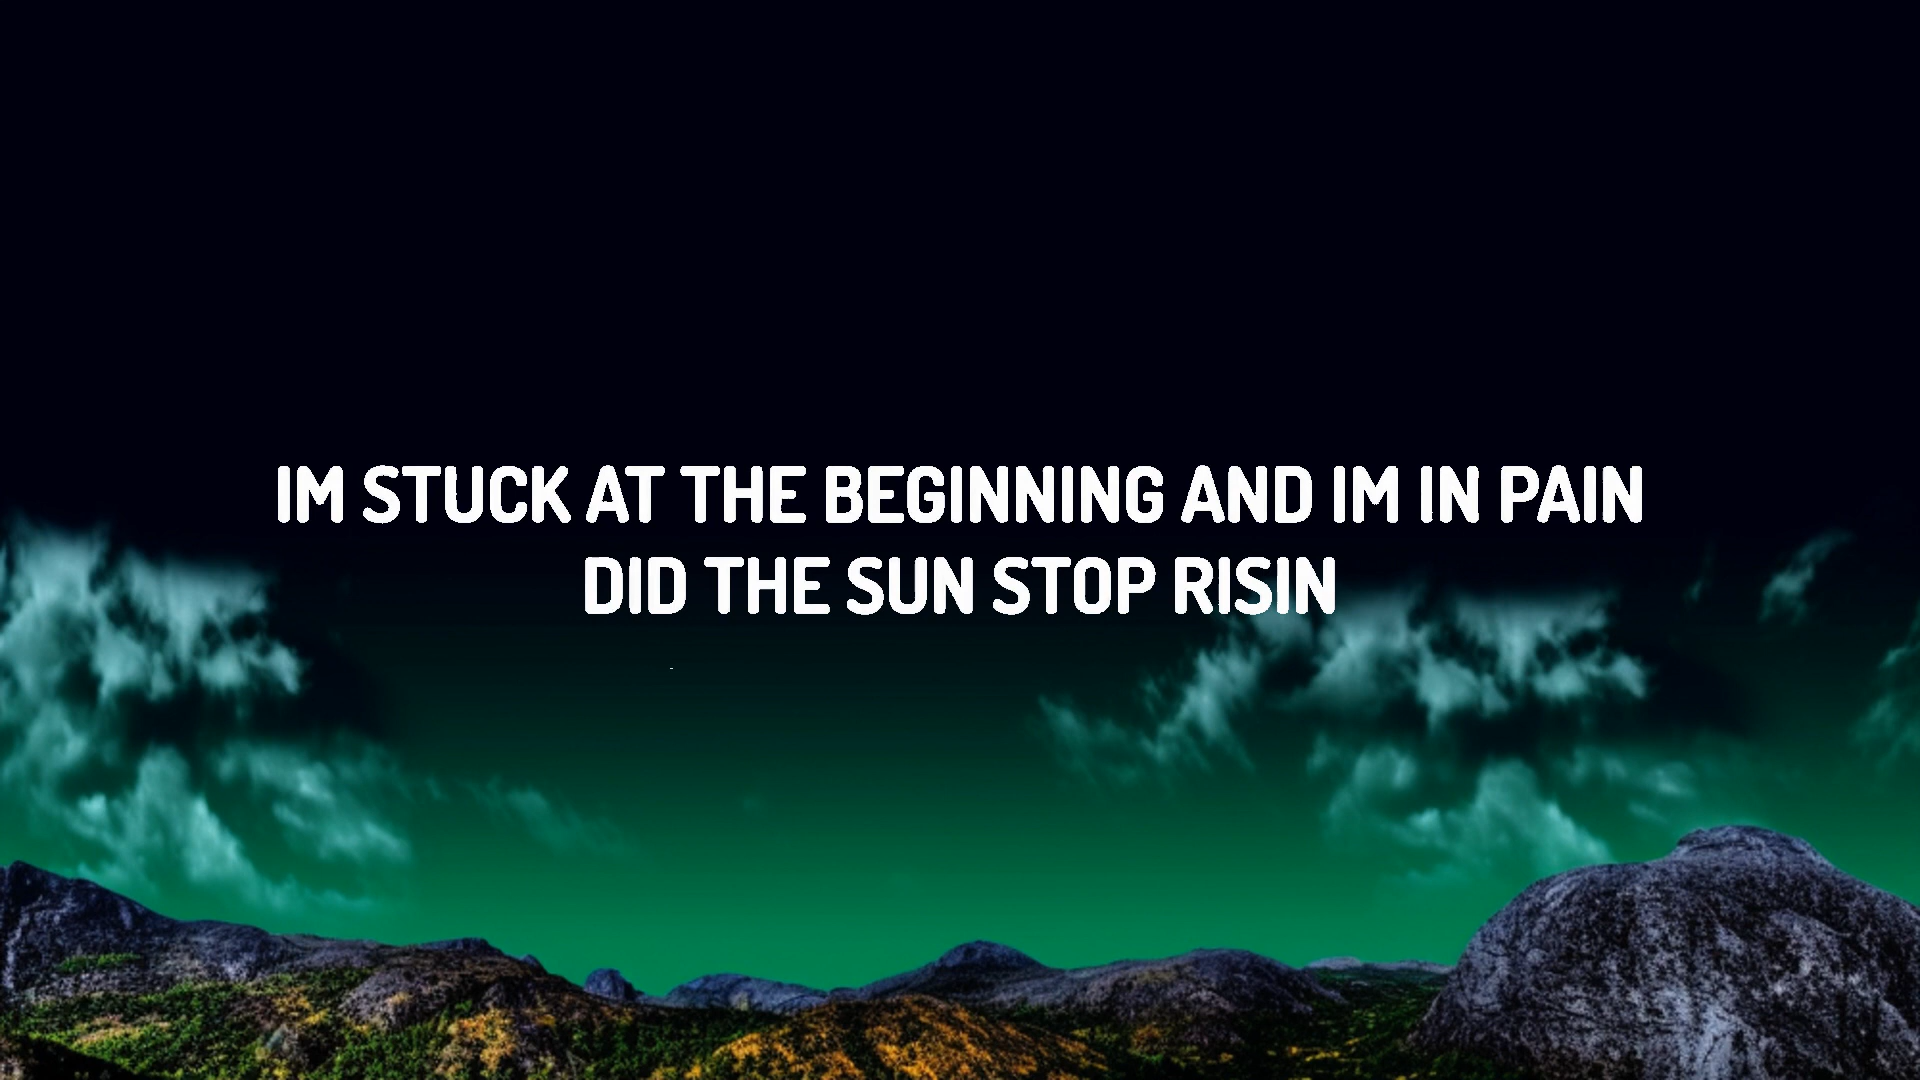 IM STUCK AT THE BEGINNING AND IM IN PAIN
DID THE SUN STOP RISIN